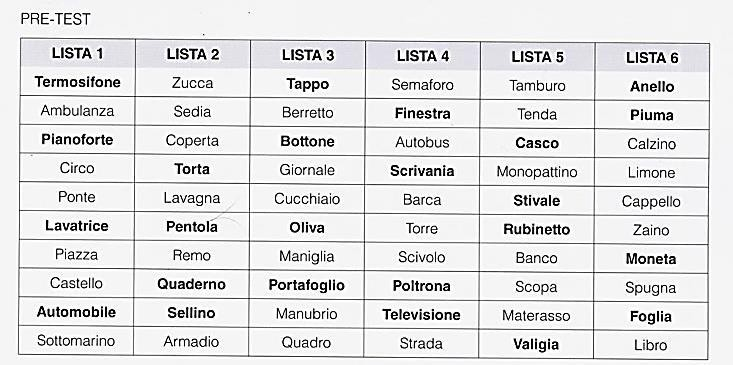 PRE-TEST
LISTA 1 LISTA 2 LISTA 3 LISTA 4 LISTA 5 LISTA 6
Termosifone Zucca Tappo Semaforo Tamburo Anello
Ambulanza Sedia Berretto Finestra Tenda Piuma
Pianoforte Coperta Bottone Autobus Casco Calzino
Circo Torta Giornale Scrivania Monopattino Limone
Ponte Lavagna Cucchiaio Barca Stivale Cappello
Lavatrice Pentola Oliva Torre Rubinetto Zaino
Piazza Remo Maniglia Scivolo Banco Moneta
Castello Quaderno Portafoglio Poltrona Scopa Spugna
Automobile Sellino Manubrio Televisione Materasso Foglia
Sottomarino Armadio Quadro Strada Valigia Libro